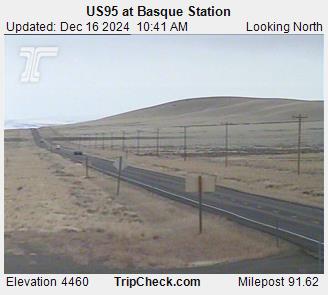 US95 at Basque Station
Updated: Dec 16 2024 10:41 AM Looking North
Elevation 4460 TripCheck.com Milepost 91.62